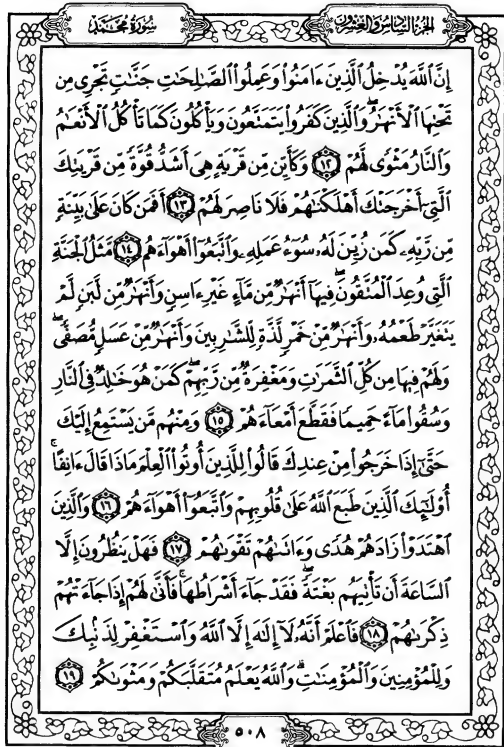 الجزء السادس والعشرون
سورة محمد
إِنَّ ٱللَّهَ يُدْخِلُ ٱلَّذِينَ ءَامَنُوا۟ وَعَمِلُوا۟ ٱلصَّٰلِحَٰتِ جَنَّٰتٍ تَجْرِى مِن
تَحْتِهَا ٱلْأَنْهَٰرُ ۖ وَٱلَّذِينَ كَفَرُوا۟ يَتَمَتَّعُونَ وَيَأْكُلُونَ كَمَا تَأْكُلُ ٱلْأَنْعَٰمُ
وَٱلنَّارُ مَثْوًى لَّهُمْ ١٢ وَكَأَيِّن مِّن قَرْيَةٍ هِىَ أَشَدُّ قُوَّةً مِّن قَرْيَتِكَ
ٱلَّتِىٓ أَخْرَجَتْكَ أَهْلَكْنَٰهُمْ فَلَا نَاصِرَ لَهُمْ ١٣ أَفَمَن كَانَ عَلَىٰ بَيِّنَةٍ
مِّن رَّبِّهِۦ كَمَن زُيِّنَ لَهُۥ سُوٓءُ عَمَلِهِۦ وَٱتَّبَعُوٓا۟ أَهْوَآءَهُم ١٤ مَّثَلُ ٱلْجَنَّةِ
ٱلَّتِى وُعِدَ ٱلْمُتَّقُونَ ۖ فِيهَآ أَنْهَٰرٌ مِّن مَّآءٍ غَيْرِ ءَاسِنٍ وَأَنْهَٰرٌ مِّن لَّبَنٍ لَّمْ
يَتَغَيَّرْ طَعْمُهُۥ وَأَنْهَٰرٌ مِّنْ خَمْرٍ لَّذَّةٍ لِّلشَّٰرِبِينَ وَأَنْهَٰرٌ مِّنْ عَسَلٍ مُّصَفًّى ۖ
وَلَهُمْ فِيهَا مِن كُلِّ ٱلثَّمَرَٰتِ وَمَغْفِرَةٌ مِّن رَّبِّهِمْ ۖ كَمَنْ هُوَ خَٰلِدٌ فِى ٱلنَّارِ
وَسُقُوا۟ مَآءً حَمِيمًا فَقَطَّعَ أَمْعَآءَهُمْ ١٥ وَمِنْهُم مَّن يَسْتَمِعُ إِلَيْكَ
حَتَّىٰٓ إِذَا خَرَجُوا۟ مِنْ عِندِكَ قَالُوا۟ لِلَّذِينَ أُوتُوا۟ ٱلْعِلْمَ مَاذَا قَالَ ءَانِفًا ۚ
أُو۟لَٰٓئِكَ ٱلَّذِينَ طَبَعَ ٱللَّهُ عَلَىٰ قُلُوبِهِمْ وَٱتَّبَعُوٓا۟ أَهْوَآءَهُمْ ١٦ وَٱلَّذِينَ
ٱهْتَدَوْا۟ زَادَهُمْ هُدًى وَءَاتَىٰهُمْ تَقْوَىٰهُمْ ١٧ فَهَلْ يَنظُرُونَ إِلَّا
ٱلسَّاعَةَ أَن تَأْتِيَهُم بَغْتَةً ۖ فَقَدْ جَآءَ أَشْرَاطُهَا ۚ فَأَنَّىٰ لَهُمْ إِذَا جَآءَتْهُمْ
ذِكْرَىٰهُمْ ١٨ فَٱعْلَمْ أَنَّهُۥ لَآ إِلَٰهَ إِلَّا ٱللَّهُ وَٱسْتَغْفِرْ لِذَنۢبِكَ
وَلِلْمُؤْمِنِينَ وَٱلْمُؤْمِنَٰتِ ۗ وَٱللَّهُ يَعْلَمُ مُتَقَلَّبَكُمْ وَمَثْوَىٰكُمْ ١٩
٥٠٨